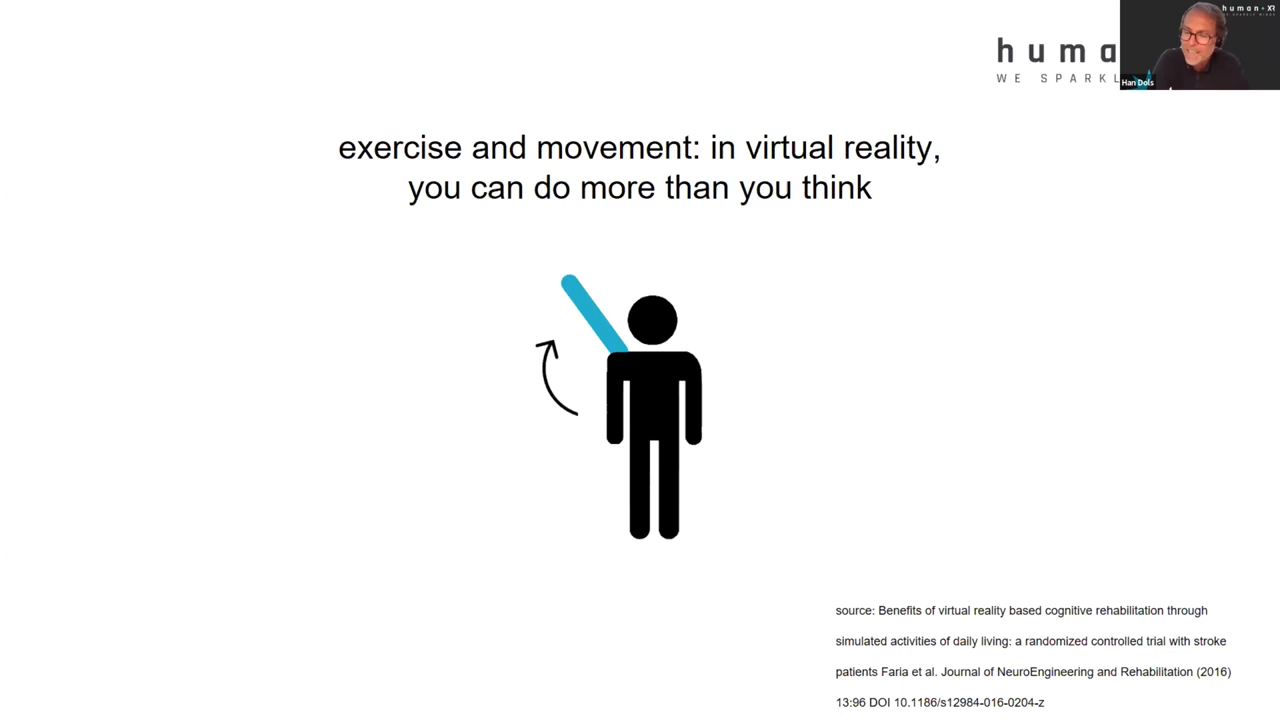 human XR
huma
WE SPARKL
Han Dols
exercise and movement: in virtual reality,
you can do more than you think
source: Benefits of virtual reality based cognitive rehabilitation through
simulated activities of daily living: a randomized controlled trial with stroke
patients Faria et al. Journal of NeuroEngineering and Rehabilitation (2016)
13:96 DOI 10.1186/s12984-016-0204-z